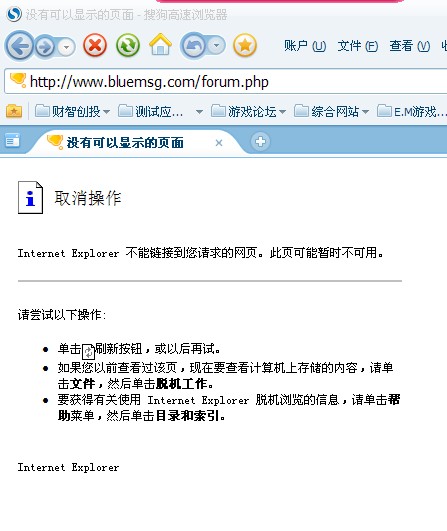 没有可以显示的页面 - 搜狗高速浏览器
账户(U) 文件(F) 查看(V)
http://www.bluemsg.com/forum.php
财智创投 测试应... 游戏论坛 综合网站 E.M游戏...
没有可以显示的页面
取消操作
Internet Explorer 不能链接到您请求的网页。此页可能暂时不可用。
请尝试以下操作:
单击 刷新按钮，或以后再试。
如果您以前查看过该页，现在要查看计算机上存储的内容，请单
击文件，然后单击脱机工作。
要获得有关使用 Internet Explorer 脱机浏览的信息，请单击帮
助菜单，然后单击目录和索引。
Internet Explorer